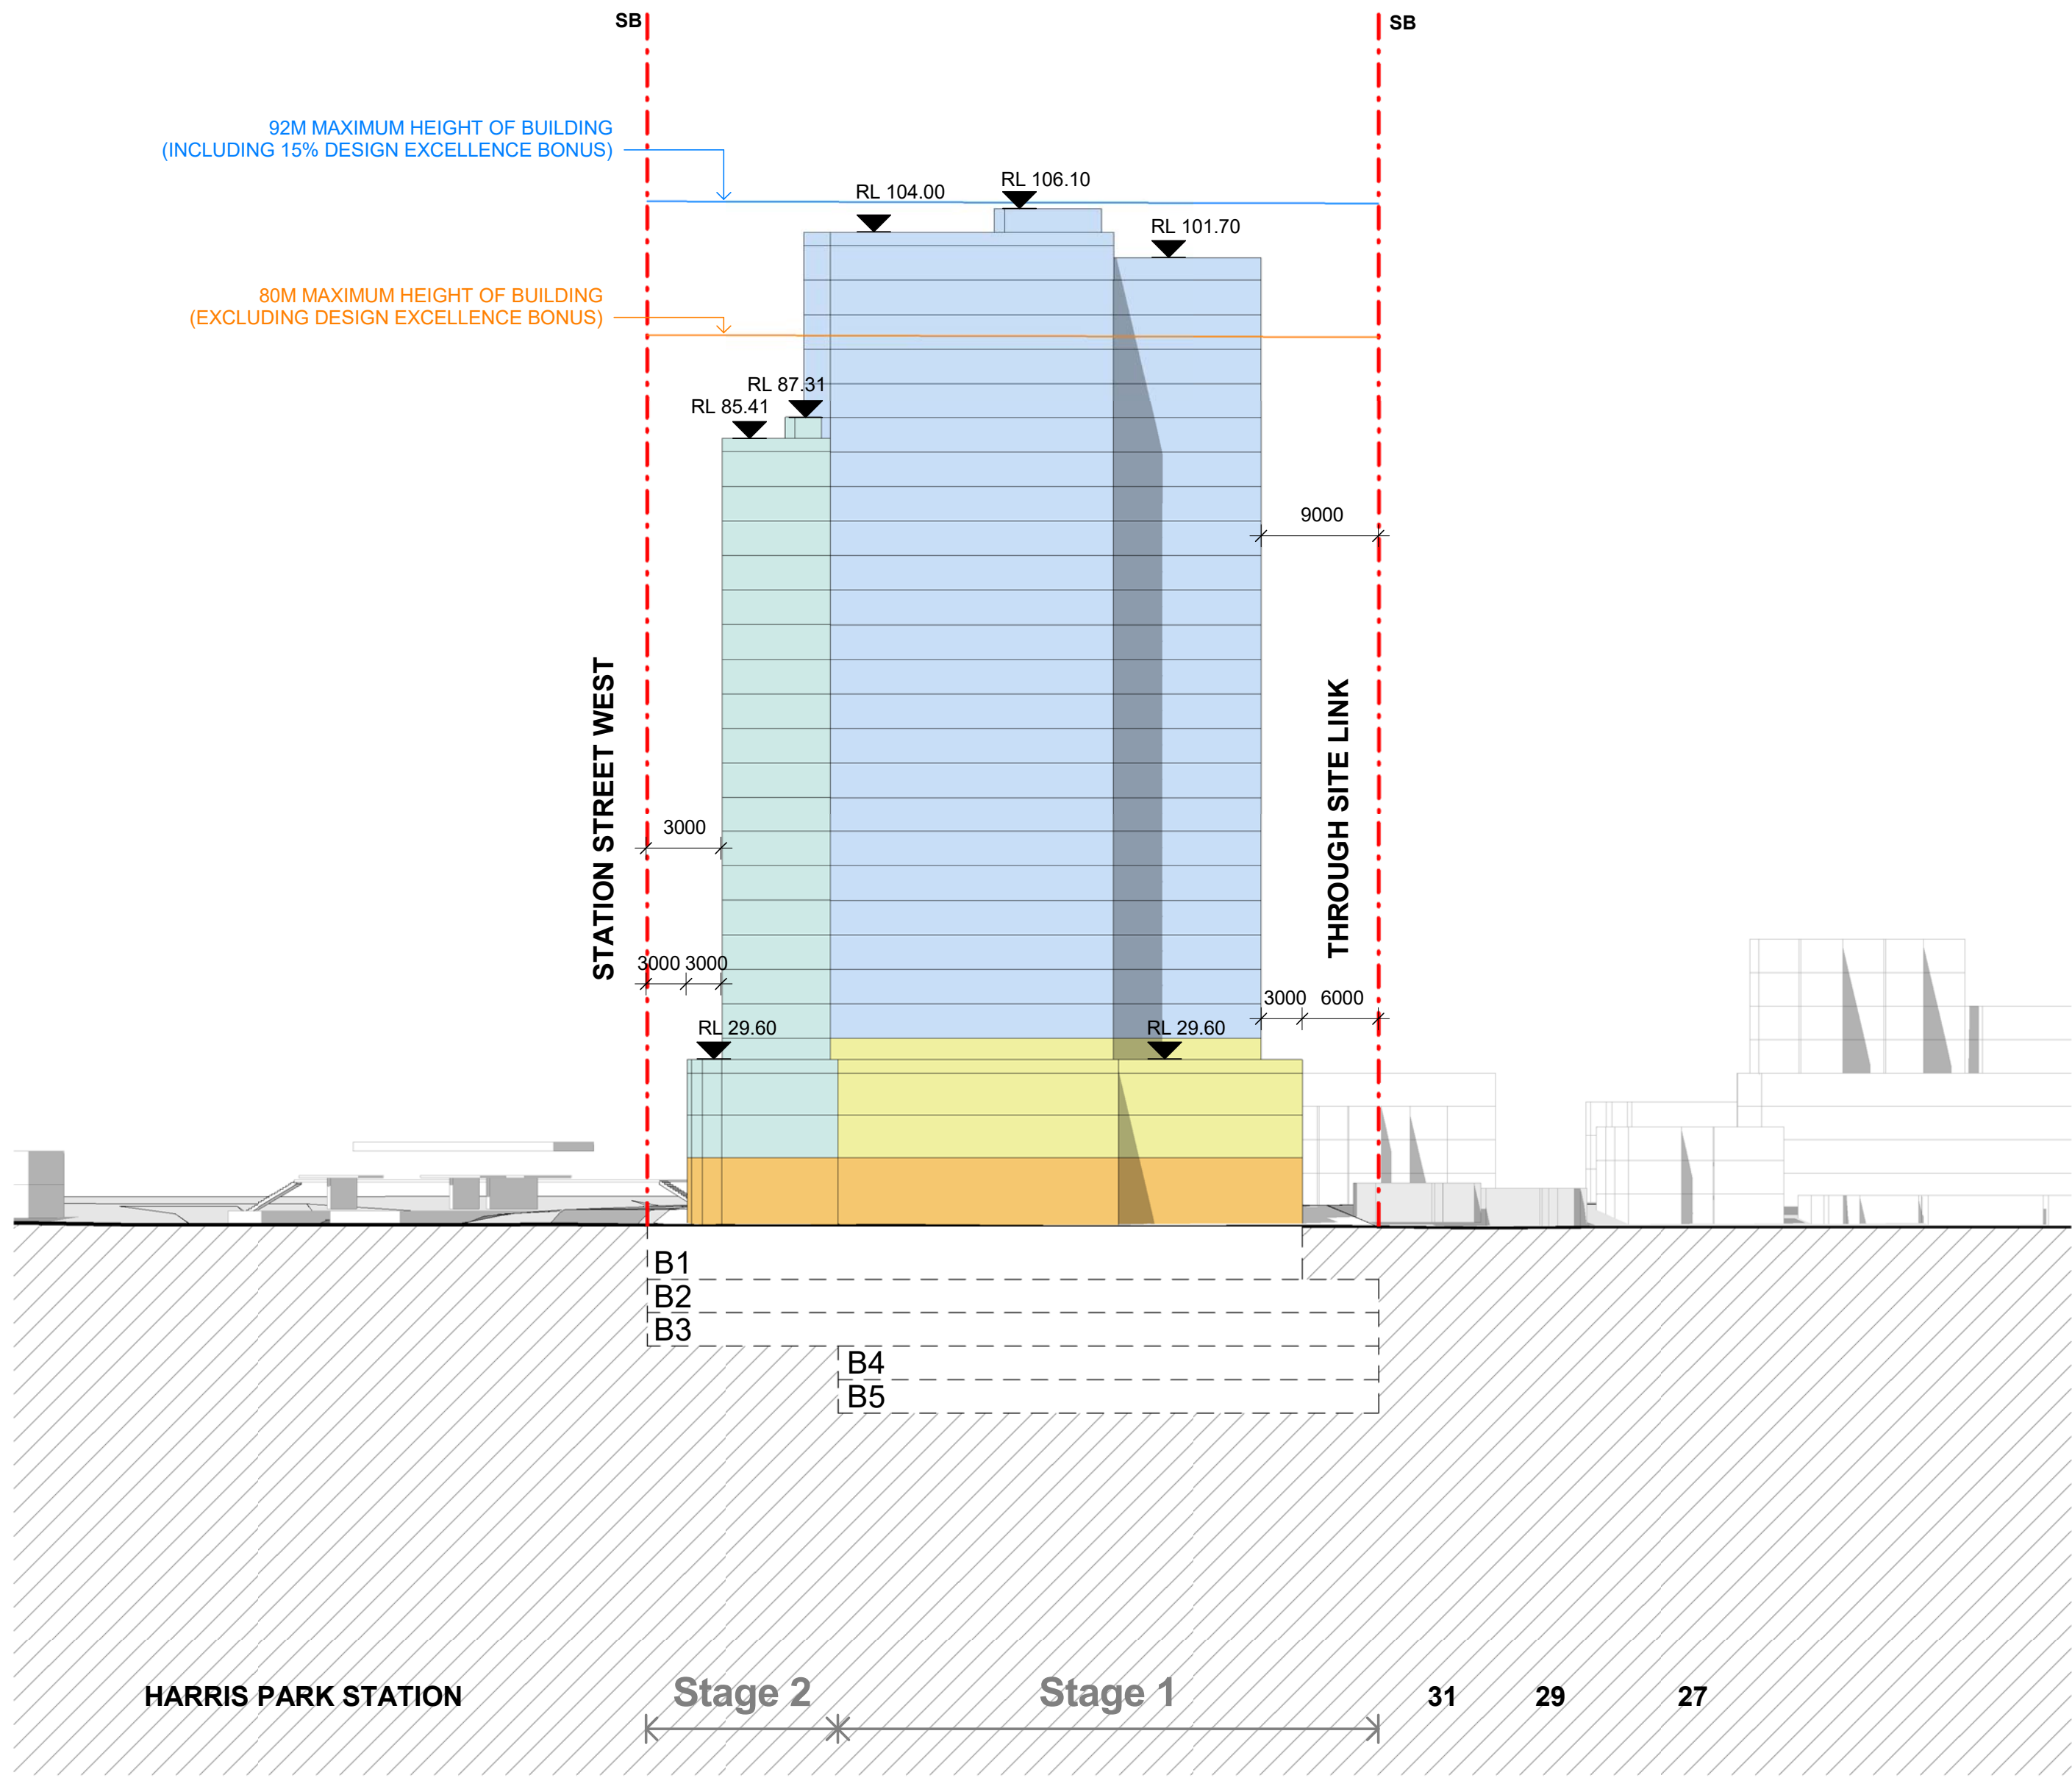 SB
SB
92M MAXIMUM HEIGHT OF BUILDING
(INCLUDING 15% DESIGN EXCELLENCE BONUS)
RL 106.10
RL 104.00
RL 101.70
80M MAXIMUM HEIGHT OF BUILDING
(EXCLUDING DESIGN EXCELLENCE BONUS)
RL 87.31
RL 85.41
9000
STATION STREET WEST
THROUGH SITE LINK
3000
3000 3000
3000 6000
RL 29.60
RL 29.60
B1
B2
B3
B4
B5
HARRIS PARK STATION
Stage 2
Stage 1
31
29
27